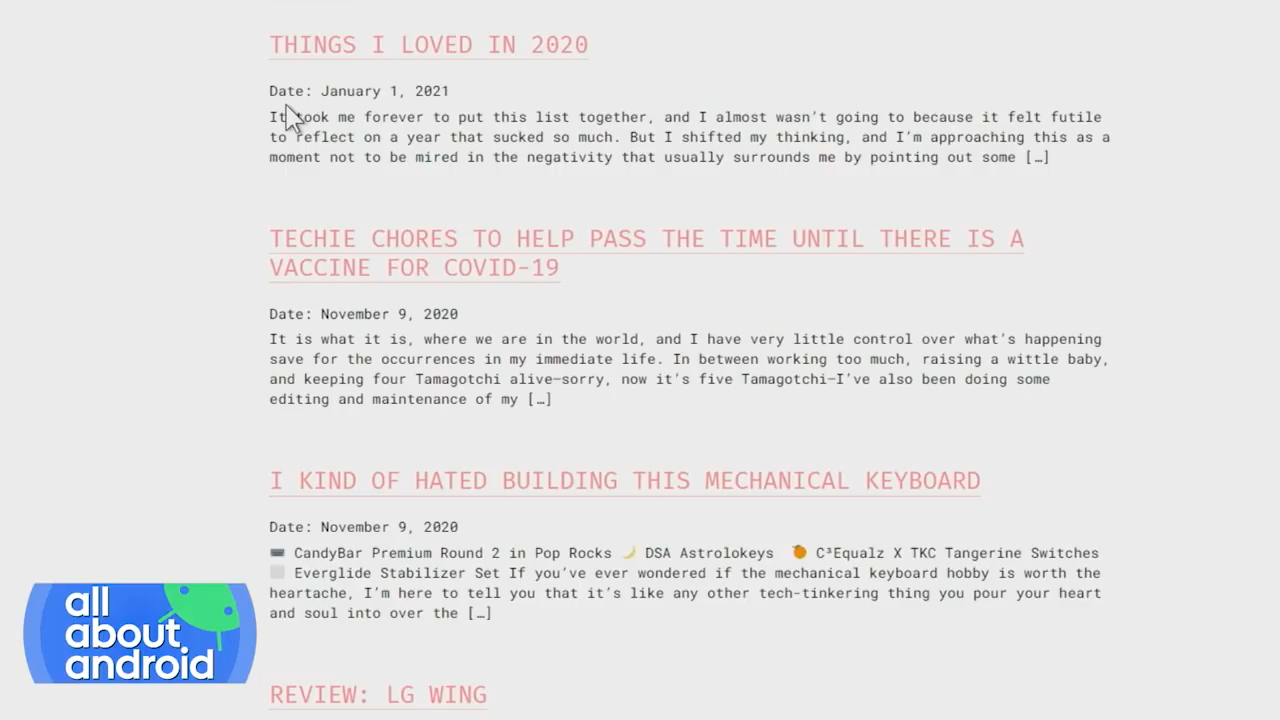 THINGS I LOVED IN 2020
Date: January 1, 2021
It took me forever to put this list together, and I almost wasn't going to because it felt futile
to reflect on a year that sucked so much. But I shifted my thinking, and I'm approaching this as a
moment not to be mired in the negativity that usually surrounds me by pointing out some […]
TECHIE CHORES TO HELP PASS THE TIME UNTIL THERE IS A
VACCINE FOR COVID-19
Date: November 9, 2020
It is what it is, where we are in the world, and I have very little control over what's happening
save for the occurrences in my immediate life. In between working too much, raising a wittle baby,
and keeping four Tamagotchi alive—sorry, now it's five Tamagotchi—I've also been doing some
editing and maintenance of my […]
I KIND OF HATED BUILDING THIS MECHANICAL KEYBOARD
Date: November 9, 2020
CandyBar Premium Round 2 in Pop Rocks 🌙 DSA Astrolokeys 🍊 C³Equalz X TKC Tangerine Switches
Everglide Stabilizer Set If you've ever wondered if the mechanical keyboard hobby is worth the
heartache, I'm here to tell you that it's like any other tech-tinkering thing you pour your heart
and soul into over the […]
REVIEW: LG WING
all
about
android